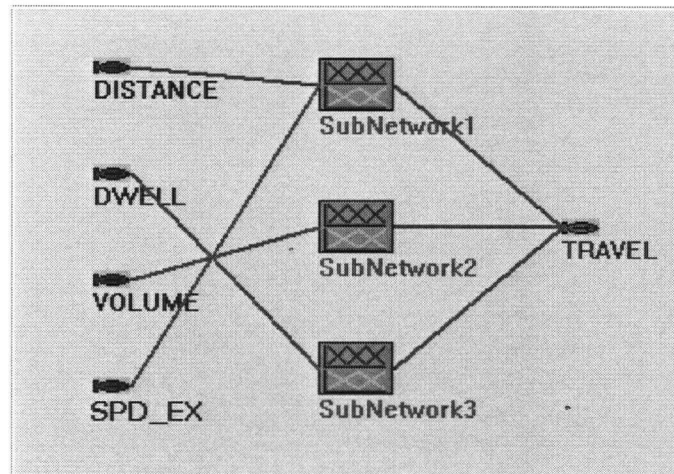 DISTANCE
SubNetwork1
DWELL
SubNetwork2
TRAVEL
VOLUME
SPD_EX
SubNetwork3